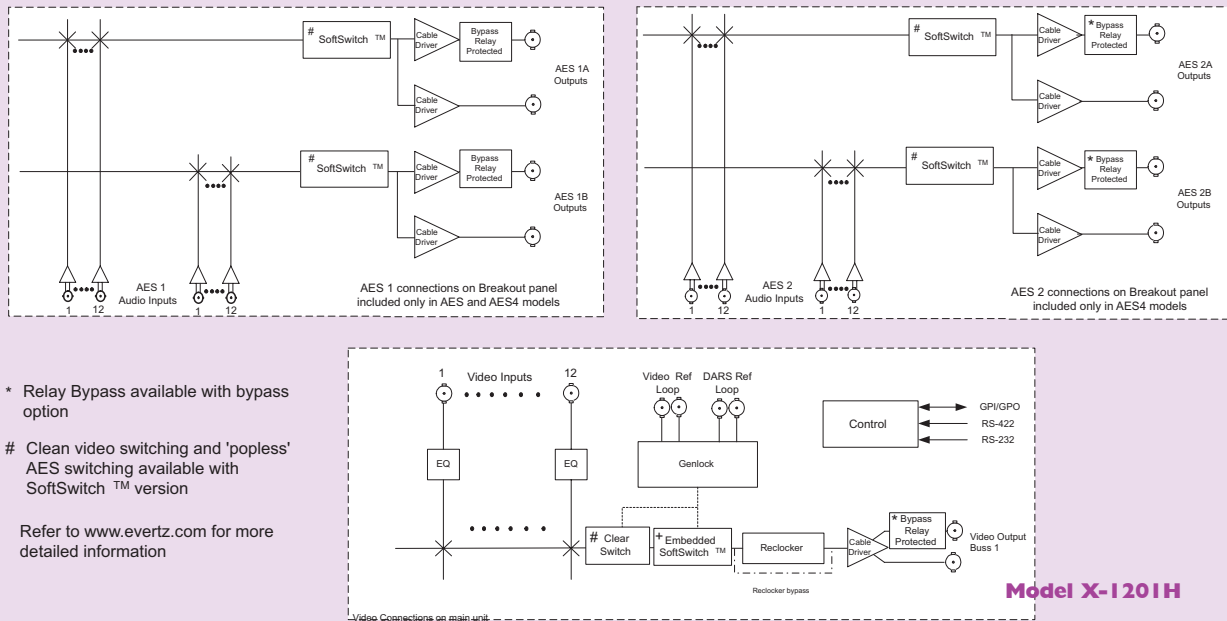 # SoftSwitch TM
Cable Driver
Bypass Relay Protected
AES 1A Outputs
Cable Driver
# SoftSwitch TM
Cable Driver
Bypass Relay Protected
AES 1B Outputs
Cable Driver
AES 1 Audio Inputs
1 12 1 12
AES 1 connections on Breakout panel
included only in AES and AES4 models
# SoftSwitch TM
Cable Driver
* Bypass Relay Protected
AES 2A Outputs
Cable Driver
# SoftSwitch TM
Cable Driver
* Bypass Relay Protected
AES 2B Outputs
Cable Driver
AES 2 Audio Inputs
1 12 1 12
AES 2 connections on Breakout panel
included only in AES4 models
* Relay Bypass available with bypass
option
# Clean video switching and 'popless'
AES switching available with
SoftSwitch TM version
Refer to www.evertz.com for more
detailed information
1 Video Inputs 12
Video Ref Loop
DARS Ref Loop
Control
GPI/GPO
RS-422
RS-232
EQ
EQ
Genlock
# Clear Switch
+ Embedded SoftSwitch TM
Reclocker
Reclocker bypass
Cable Driver
* Bypass Relay Protected
Video Output
Buss 1
Video Connections on main unit
Model X-1201H